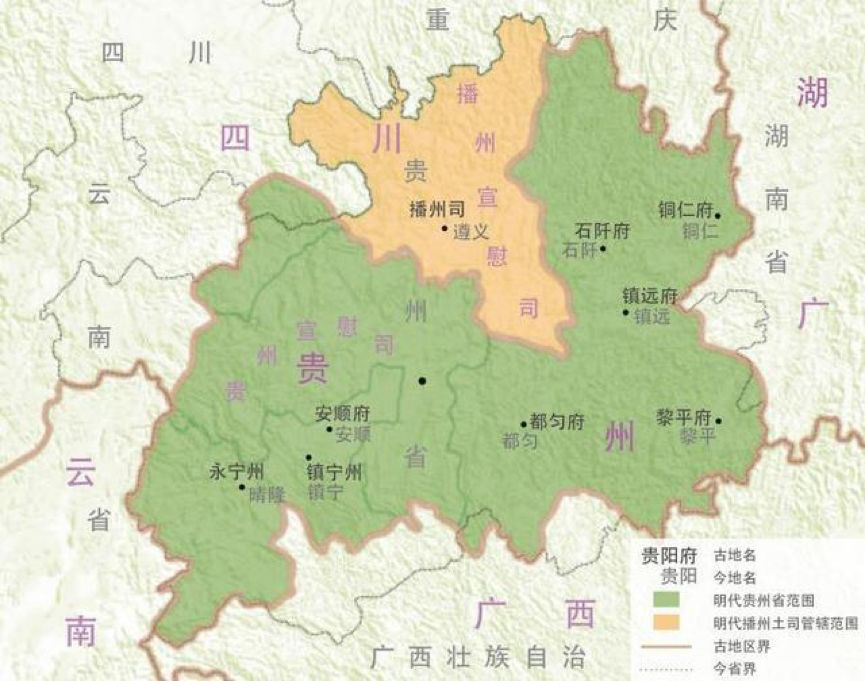 重 庆
四 川
播州宣慰司
湖广
四川
湖南省
贵州省
云南省
播州司
遵义
铜仁府
铜仁
石阡府
石阡
镇远府
镇远
贵州宣慰司
贵州
安顺府
安顺
都匀府
都匀
黎平府
黎平
永宁州
晴隆
镇宁州
镇宁
云南
广西
广西壮族自治
贵阳府 古地名
贵阳 今地名
明代贵州省范围
明代播州土司管辖范围
古地区界
今省界